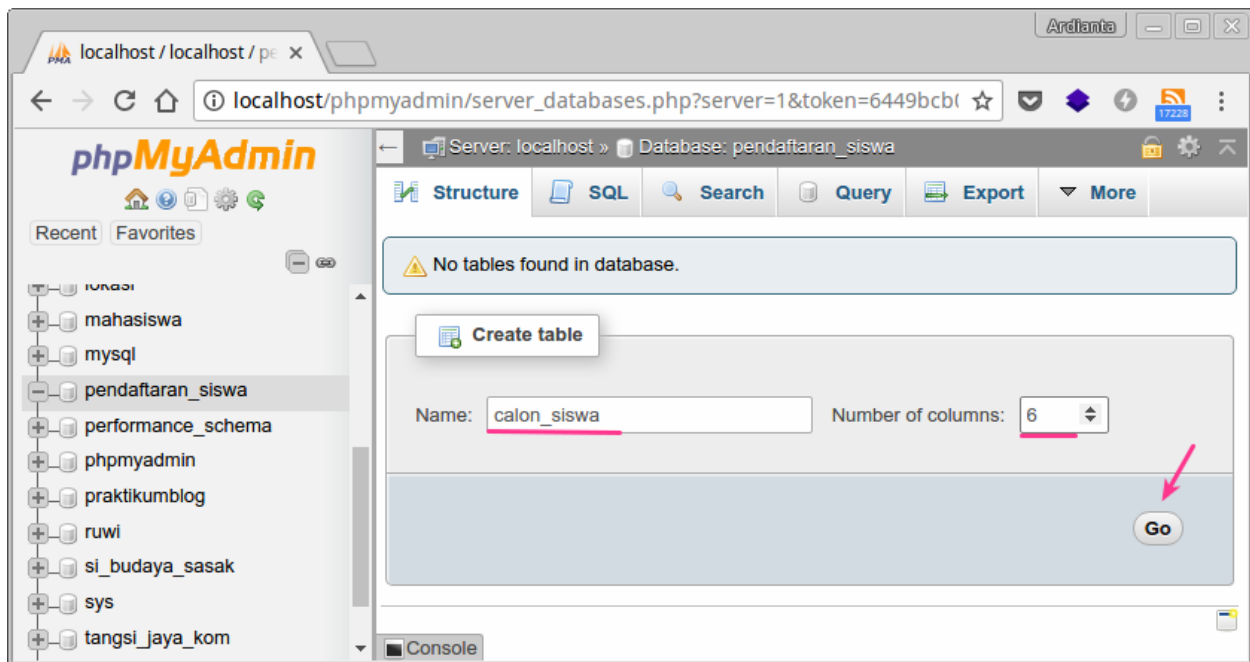 Ardianta
localhost / localhost / pe
localhost/phpmyadmin/server_databases.php?server=1&token=6449bcb(
17228
phpMyAdmin
PMA
Recent Favorites
lokasi
mahasiswa
mysql
pendaftaran_siswa
performance_schema
phpmyadmin
praktikumblog
ruwi
si_budaya_sasak
sys
tangsi_jaya_kom
Server: localhost » Database: pendaftaran_siswa
Structure SQL Search Query Export More
No tables found in database.
Create table
Name: calon_siswa Number of columns: 6
Go
Console